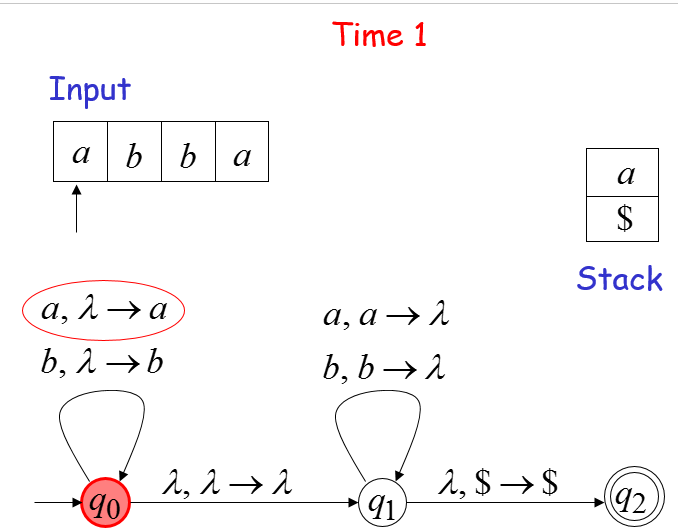 Time 1
Input
a b b a
a
$
Stack
a, λ → a
b, λ → b
a, a → λ
b, b → λ
λ, λ → λ
λ, $ → $
q₀
q₁
q₂